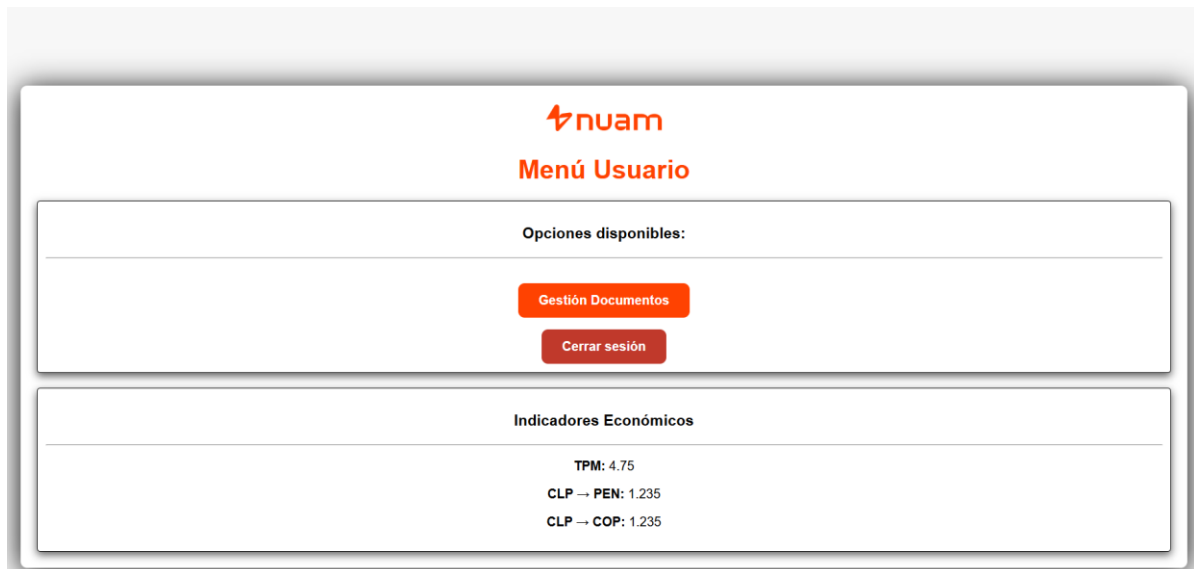 nuam
Menú Usuario
Opciones disponibles:
Gestión Documentos
Cerrar sesión
Indicadores Económicos
TPM: 4.75
CLP → PEN: 1.235
CLP → COP: 1.235